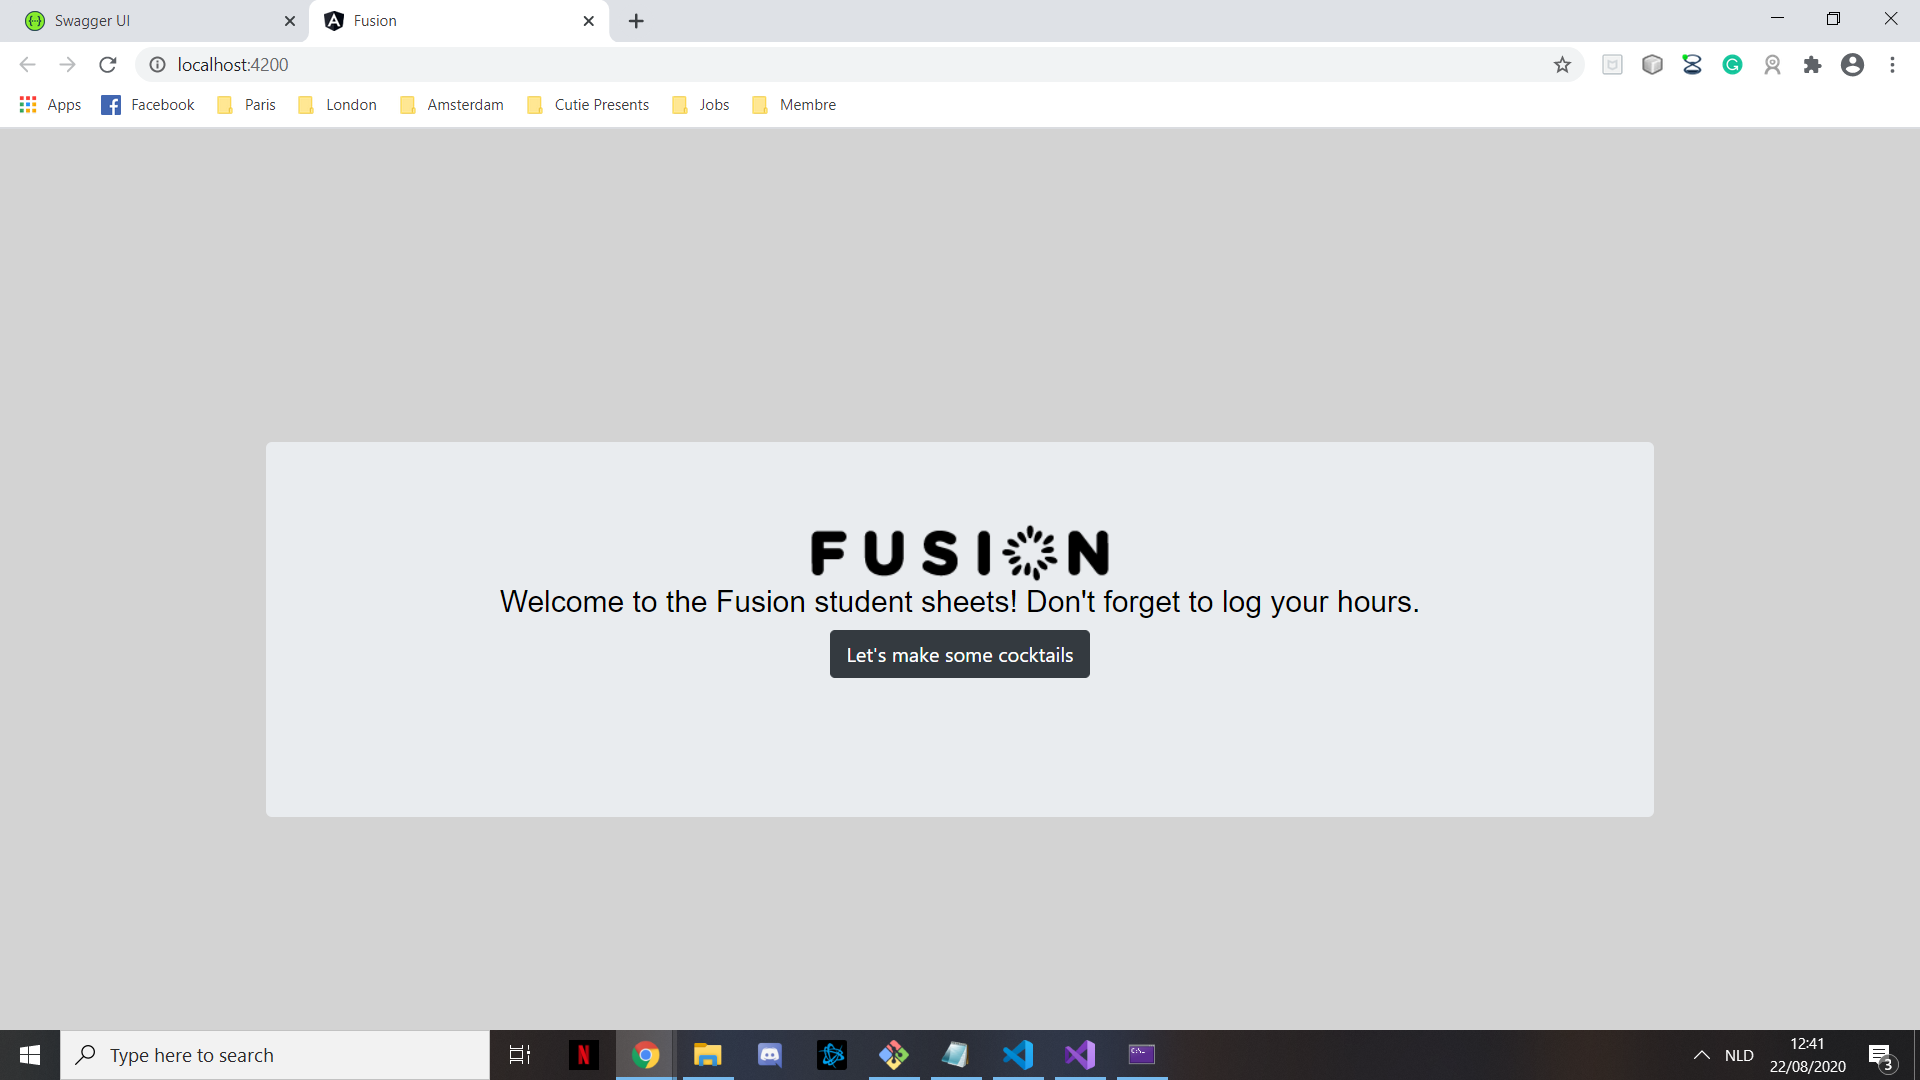 Swagger UI
Fusion
localhost:4200
Apps
Facebook
Paris
London
Amsterdam
Cutie Presents
Jobs
Membre
FUSION
Welcome to the Fusion student sheets! Don't forget to log your hours.
Let's make some cocktails
Type here to search
NLD
12:41
22/08/2020
3